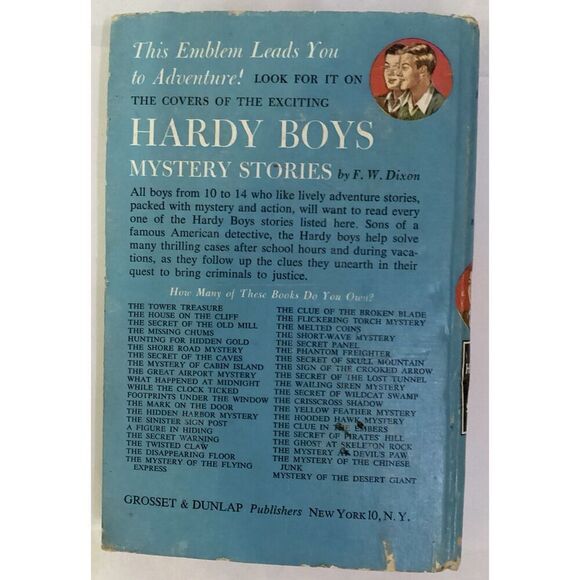 This Emblem Leads You
to Adventure! LOOK FOR IT ON
THE COVERS OF THE EXCITING
HARDY BOYS
MYSTERY STORIES by F. W. Dixon
All boys from 10 to 14 who like lively adventure stories,
packed with mystery and action, will want to read every
one of the Hardy Boys stories listed here. Sons of a
famous American detective, the Hardy boys help solve
many thrilling cases after school hours and during vaca-
tions, as they follow up the clues they unearth in their
quest to bring criminals to justice.
How Many of These Books Do You Own?
THE TOWER TREASURE
THE HOUSE ON THE CLIFF
THE SECRET OF THE OLD MILL
THE MISSING CHUMS
HUNTING FOR HIDDEN GOLD
THE SHORE ROAD MYSTERY
THE SECRET OF THE CAVES
THE MYSTERY OF CABIN ISLAND
THE GREAT AIRPORT MYSTERY
WHAT HAPPENED AT MIDNIGHT
WHILE THE CLOCK TICKED
FOOTPRINTS UNDER THE WINDOW
THE MARK ON THE DOOR
THE HIDDEN HARBOR MYSTERY
THE SINISTER SIGN POST
A FIGURE IN HIDING
THE SECRET WARNING
THE TWISTED CLAW
THE DISAPPEARING FLOOR
THE MYSTERY OF THE FLYING
EXPRESS
THE CLUE OF THE BROKEN BLADE
THE FLICKERING TORCH MYSTERY
THE MELTED COINS
THE SHORT-WAVE MYSTERY
THE SECRET PANEL
THE PHANTOM FREIGHTER
THE SECRET OF SKULL MOUNTAIN
THE SIGN OF THE CROOKED ARROW
THE SECRET OF THE LOST TUNNEL
THE WAILING SIREN MYSTERY
THE SECRET OF WILDCAT SWAMP
THE CRISSCROSS SHADOW
THE YELLOW FEATHER MYSTERY
THE HOODED HAWK MYSTERY
THE CLUE IN THE EMBERS
THE SECRET OF PIRATES' HILL
THE GHOST AT SKELETON ROCK
THE MYSTERY AT DEVIL'S PAW
THE MYSTERY OF THE CHINESE
JUNK
MYSTERY OF THE DESERT GIANT
GROSSET & DUNLAP Publishers NEW YORK 10, N. Y.